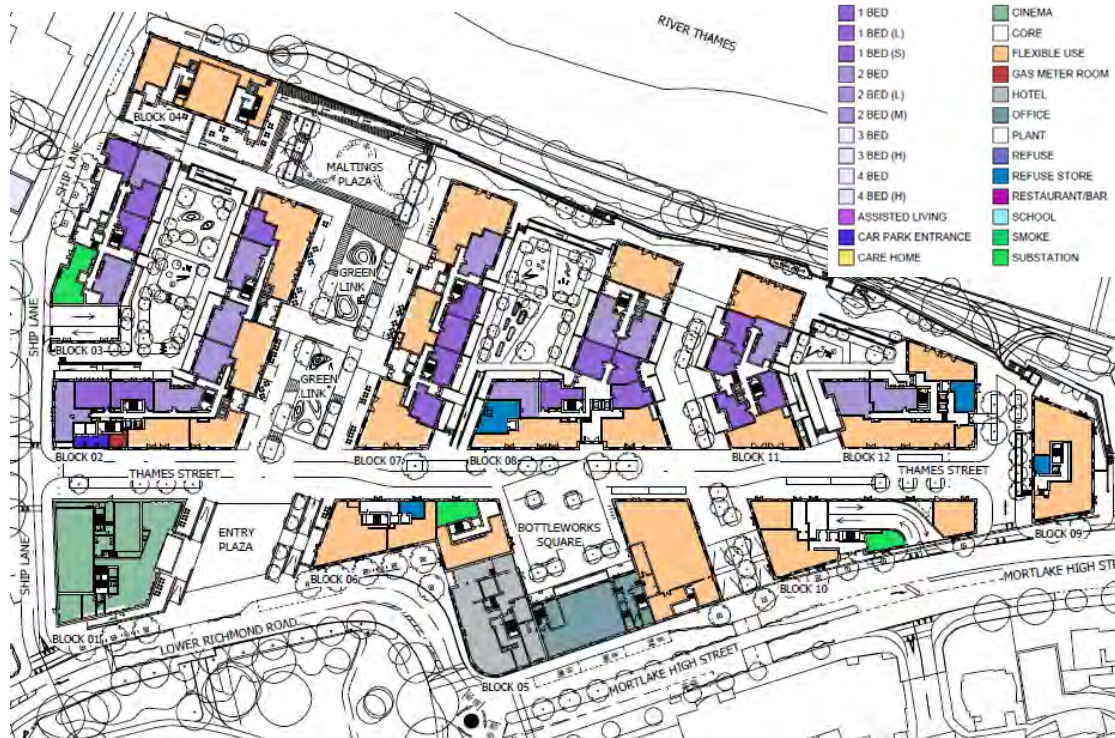 RIVER THAMES
1 BED
1 BED (L)
1 BED (S)
2 BED
2 BED (L)
2 BED (M)
3 BED
3 BED (H)
4 BED
4 BED (H)
ASSISTED LIVING
CAR PARK ENTRANCE
CARE HOME
CINEMA
CORE
FLEXIBLE USE
GAS METER ROOM
HOTEL
OFFICE
PLANT
REFUSE
REFUSE STORE
RESTAURANT/BAR
SCHOOL
SMOKE
SUBSTATION
BLOCK 04
SHIP LANE
MALTINGS
PLAZA
GREEN
LINK
SHIP LANE
BLOCK 03
GREEN
LINK
BLOCK 02
BLOCK 07
BLOCK 08
BLOCK 11
BLOCK 12
THAMES STREET
THAMES STREET
ENTRY
PLAZA
BOTTLEWORKS
SQUARE
BLOCK 09
SHIP LANE
BLOCK 06
BLOCK 10
MORTLAKE HIGH ST
BLOCK 01
LOWER RICHMOND ROAD
BLOCK 05
MORTLAKE HIGH STREET